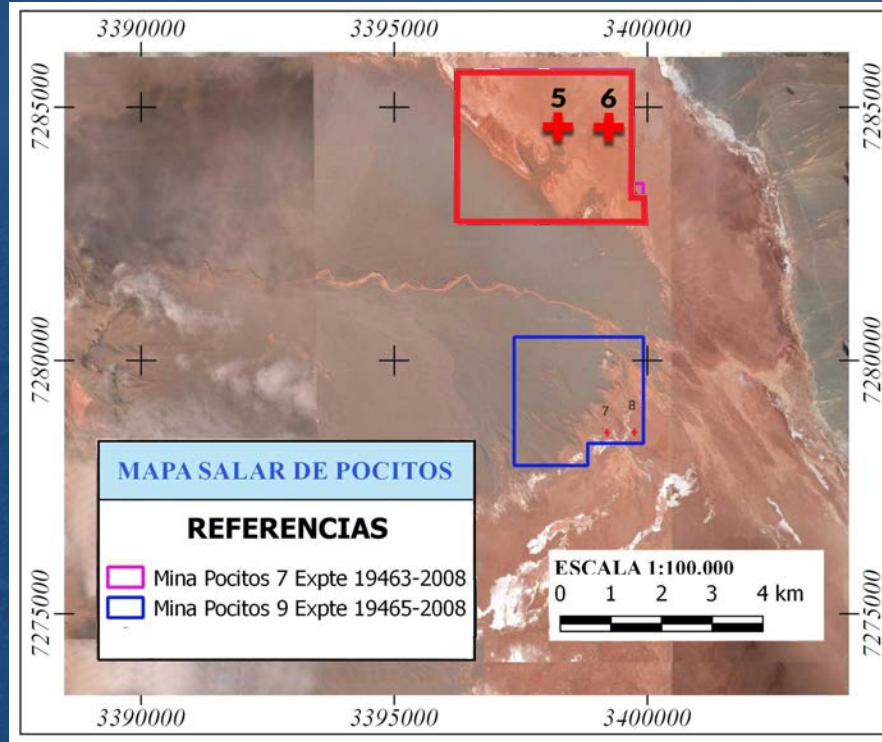 3390000 3395000 3400000
7285000 7285000
5 6
7280000 7280000
7 8
MAPA SALAR DE POCITOS
REFERENCIAS
Mina Pocitos 7 Expte 19463-2008
Mina Pocitos 9 Expte 19465-2008
ESCALA 1:100.000
0 1 2 3 4 km
7275000 7275000
3390000 3395000 3400000